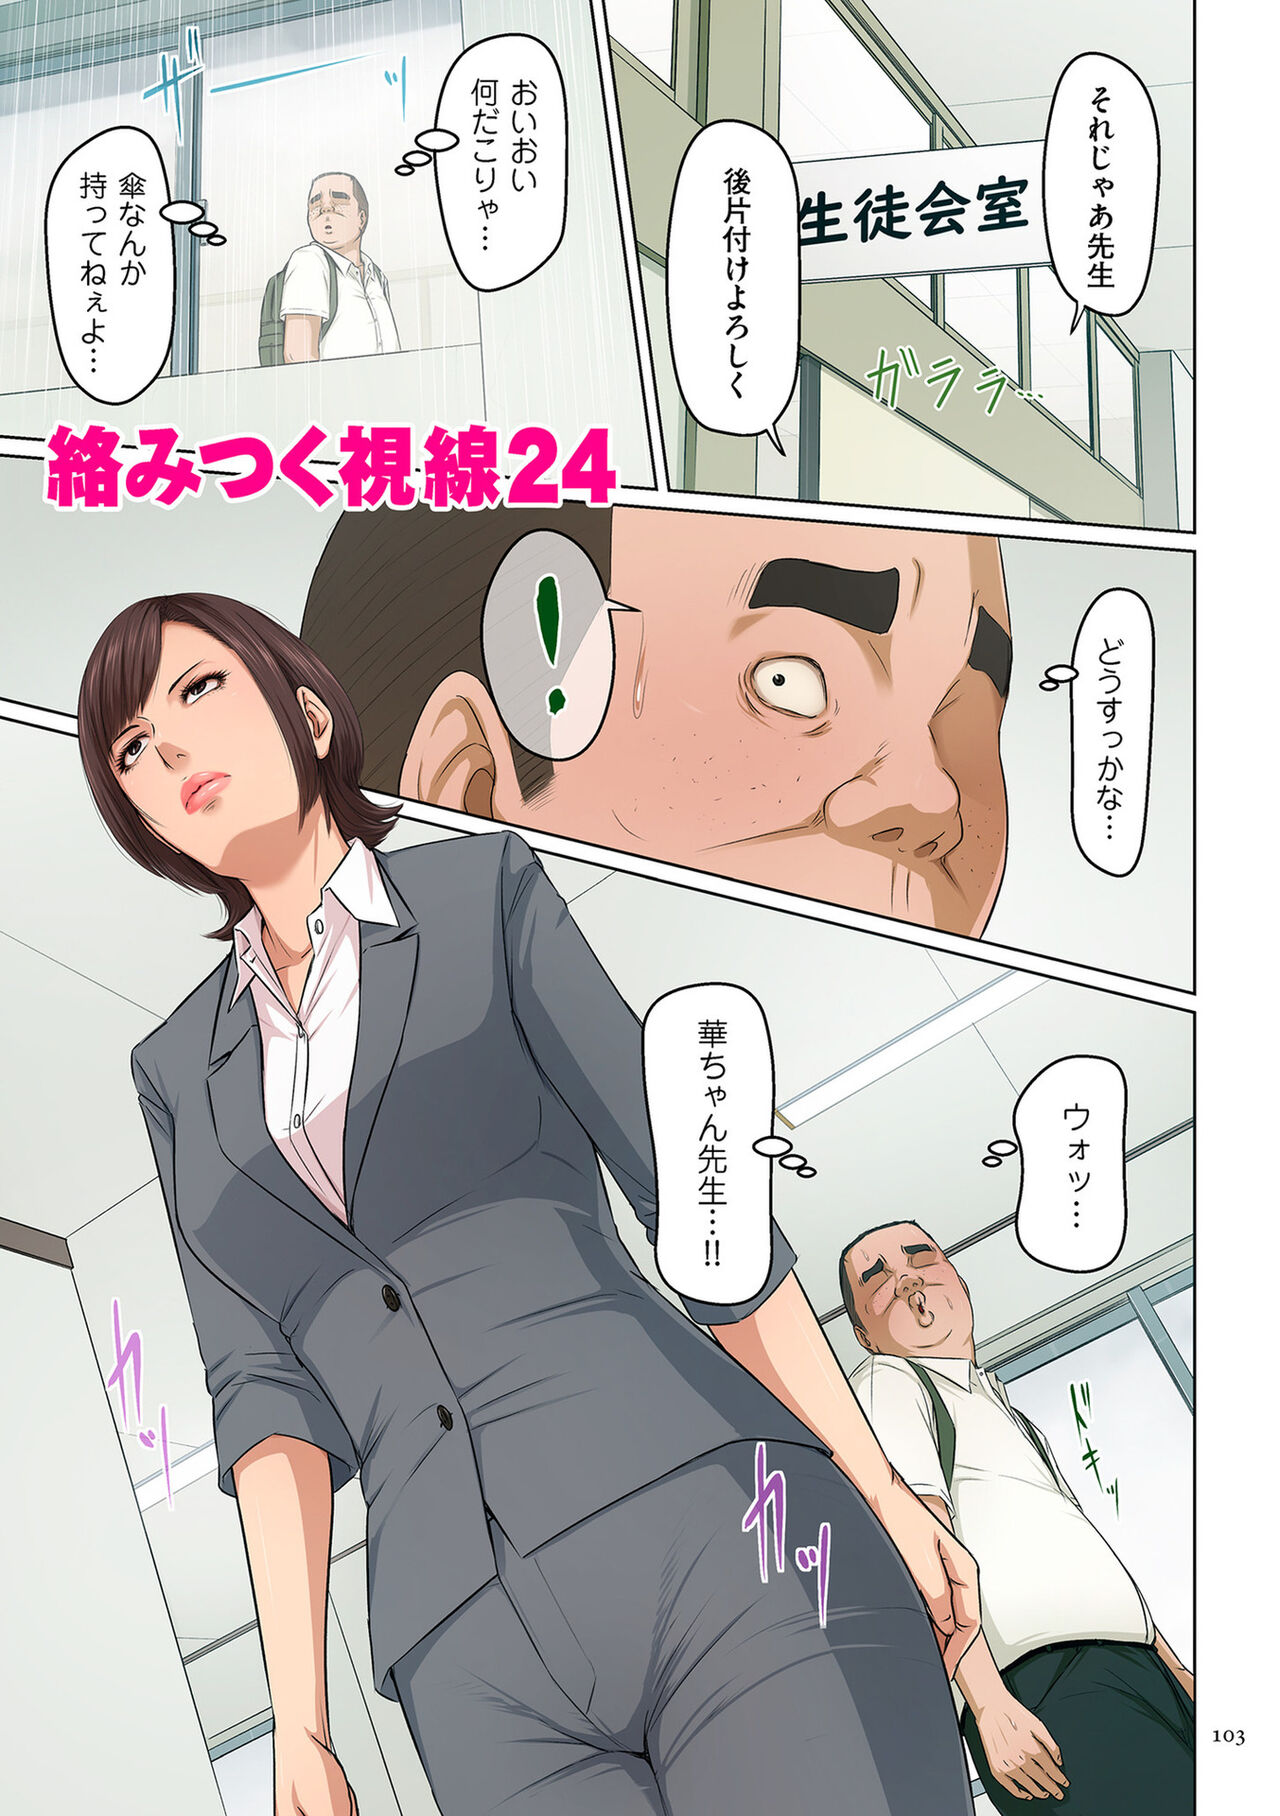 それじゃあ先生
生徒会室
後片付けよろしく
ガララ…
おいおい
何だこりゃ…
ザーーッ
傘なんか
持ってねぇよ…
絡みつく視線24
どうすっかな…
!
ウォッ…
華ちゃん先生…!!
ドキッ
カッ
カッ
103